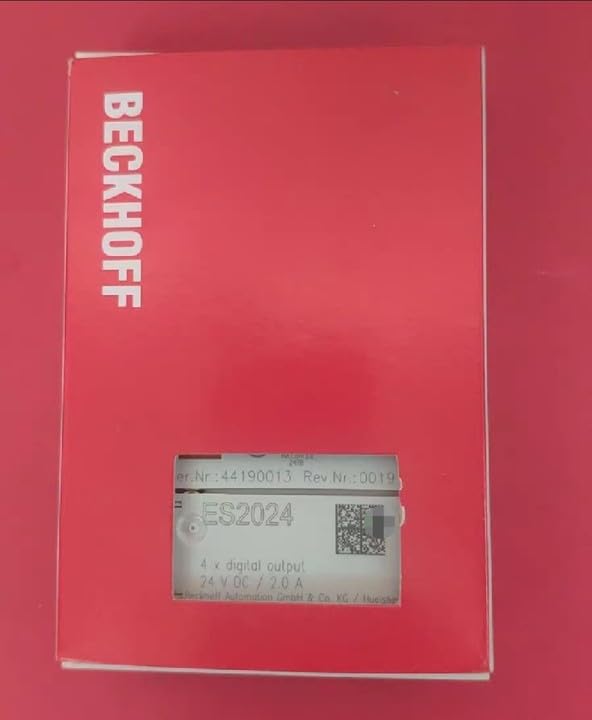 BECKHOFF
er.Nr.:44190013 Rev.Nr.:0019
ES2024
4 x digital output
24 V DC / 2.0 A
Beckhoff Automation GmbH & Co. KG /